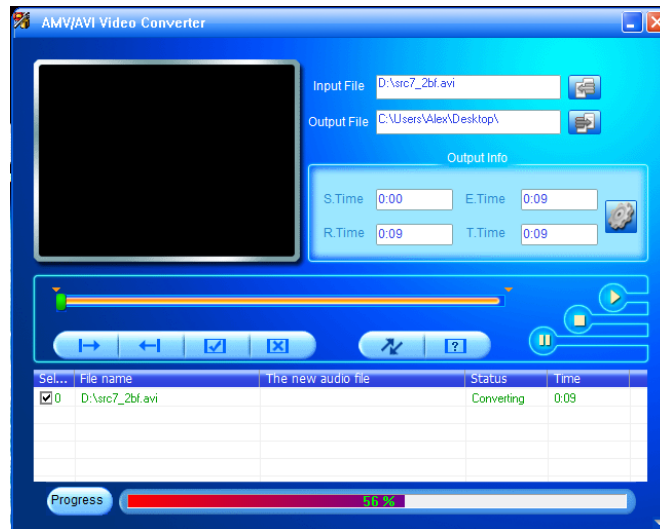 AMV/AVI Video Converter
Input File D:\src7_2bf.avi
Output File C:\Users\Alex\Desktop\
Output Info
S.Time 0:00 E.Time 0:09
R.Time 0:09 T.Time 0:09
Sel... File name The new audio file Status Time
0 D:\src7_2bf.avi Converting 0:09
Progress 56 %